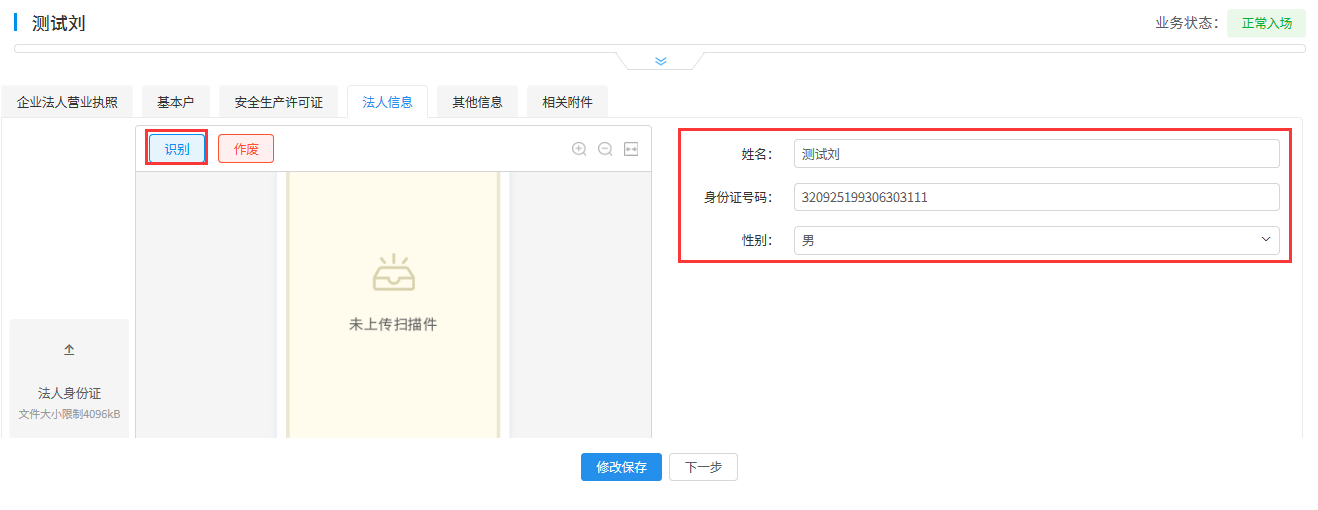 测试刘
业务状态： 正常入场
企业法人营业执照 基本户 安全生产许可证 法人信息 其他信息 相关附件
识别 作废
姓名： 测试刘
身份证号码： 320925199306303111
性别： 男
未上传扫描件
法人身份证
文件大小限制4096kB
修改保存 下一步